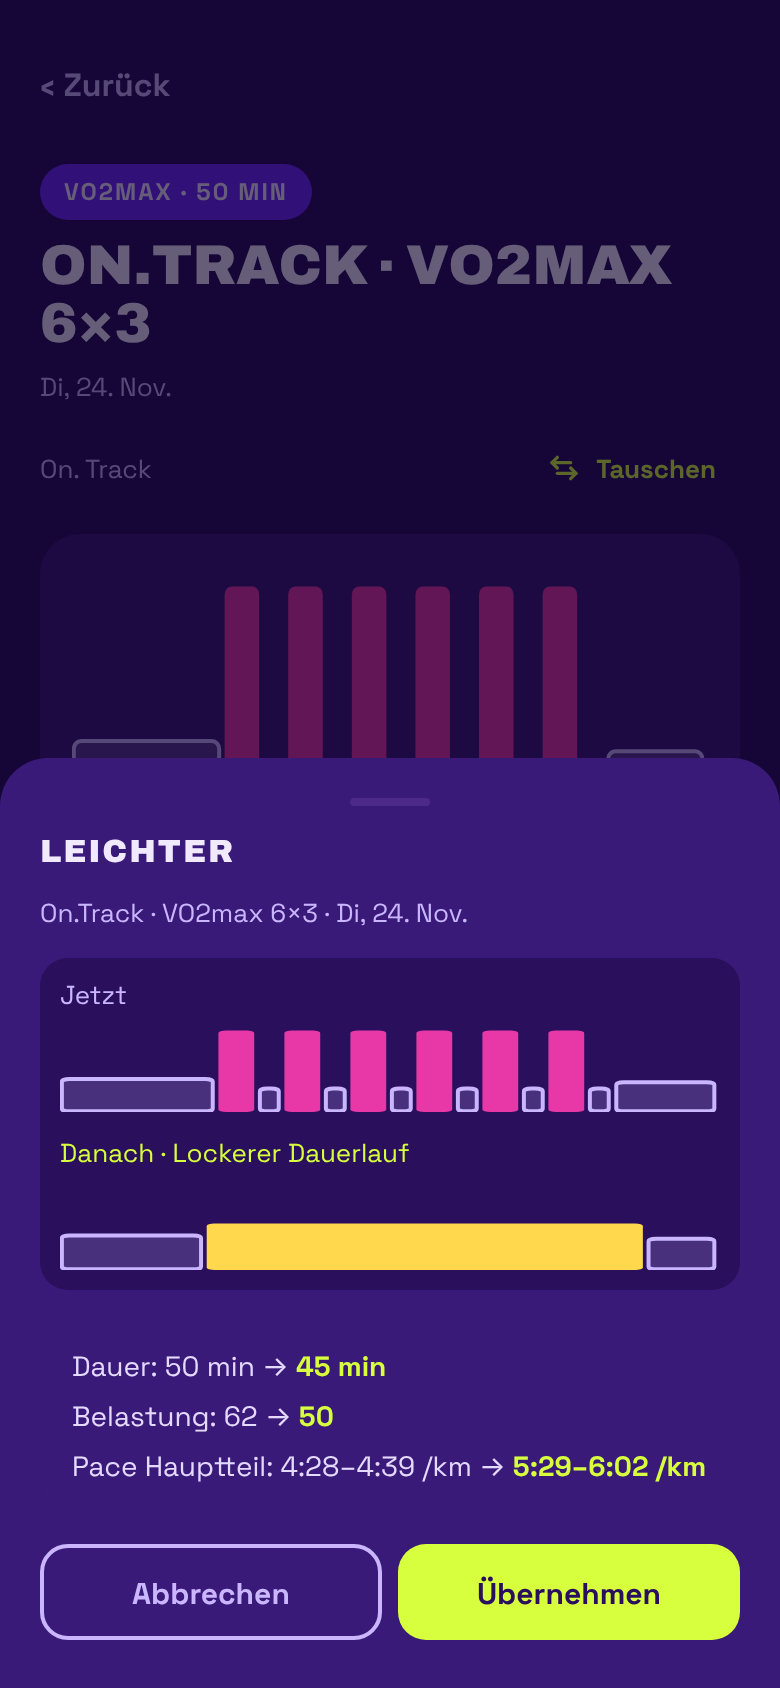 < Zurück
VO2MAX · 50 MIN
ON.TRACK · VO2MAX
6×3
Di, 24. Nov.
On. Track
Tauschen
LEICHTER
On.Track · VO2max 6×3 · Di, 24. Nov.
Jetzt
Danach · Lockerer Dauerlauf
Dauer: 50 min → 45 min
Belastung: 62 → 50
Pace Hauptteil: 4:28–4:39 /km → 5:29–6:02 /km
Abbrechen
Übernehmen